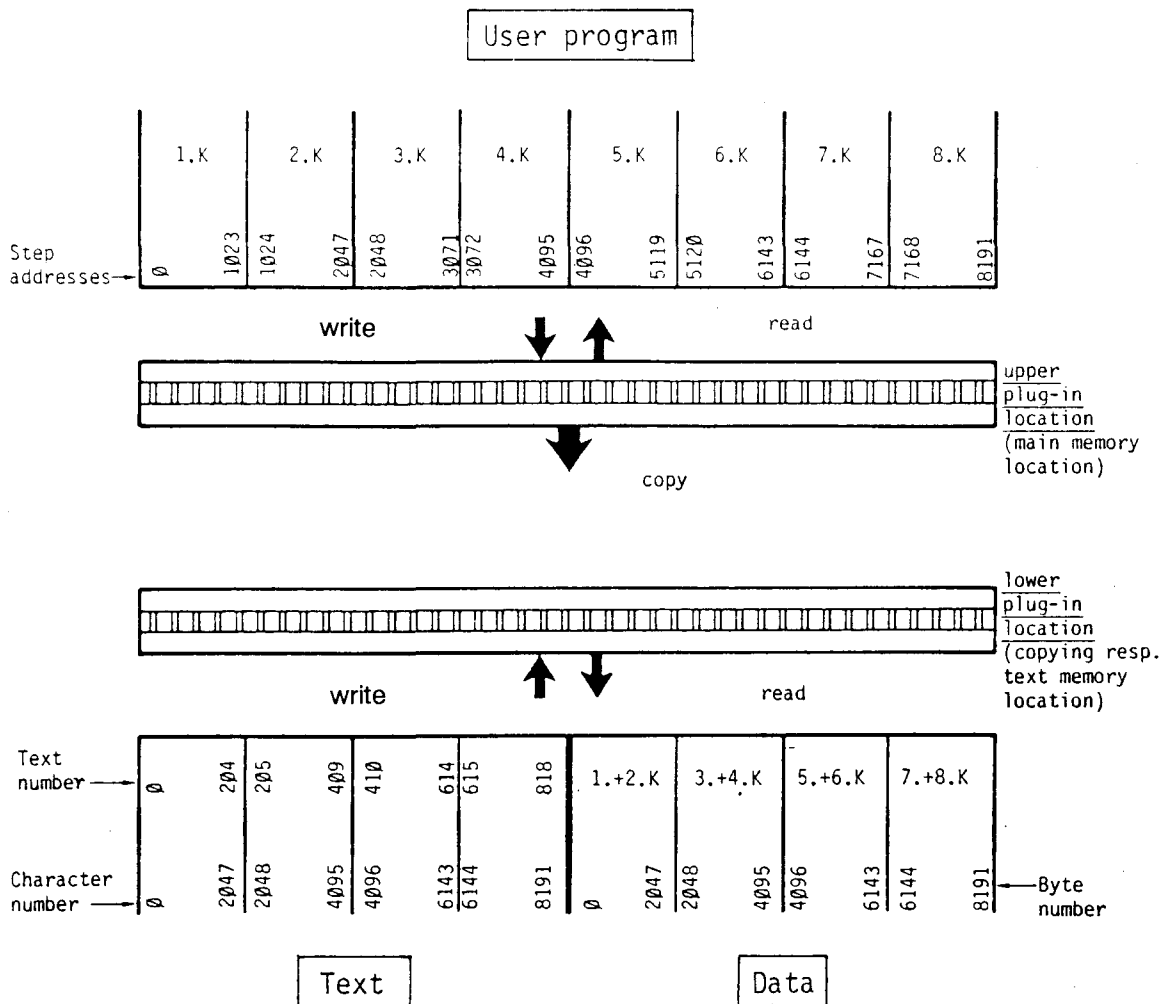 User program
1.K 2.K 3.K 4.K 5.K 6.K 7.K 8.K
Step
addresses
Ø 1Ø23 1Ø24 2Ø47 2Ø48 3Ø71 3Ø72 4Ø95 4Ø96 5119 512Ø 6143 6144 7167 7168 8191
write read
upper
plug-in
location
(main memory
location)
copy
lower
plug-in
location
(copying resp.
text memory
location)
write read
Text
number
Ø 2Ø4 2Ø5 4Ø9 41Ø 614 615 818 1.+2.K 3.+4.K 5.+6.K 7.+8.K
Character
number
Ø 2Ø47 2Ø48 4Ø95 4Ø96 6143 6144 8191 Ø 2Ø47 2Ø48 4Ø95 4Ø96 6143 6144 8191
Byte
number
Text Data